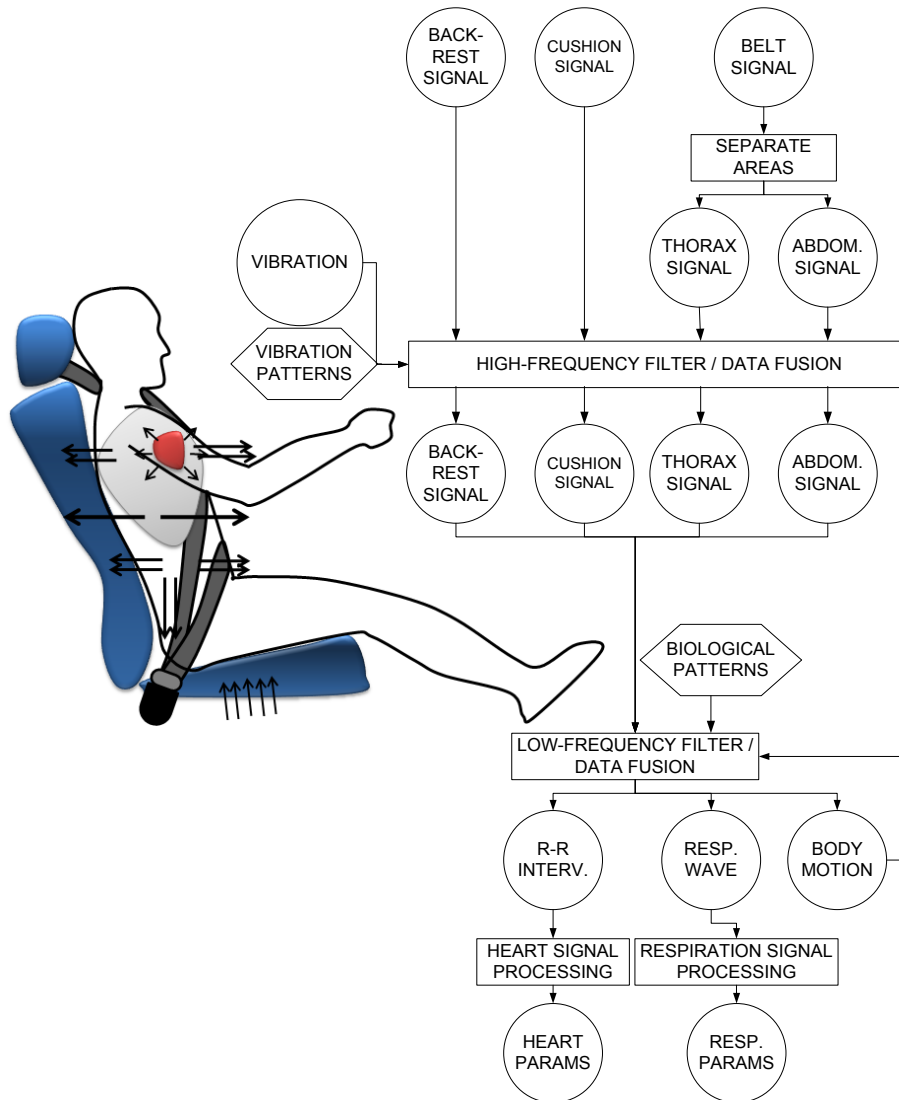 BACK-
REST
SIGNAL
CUSHION
SIGNAL
BELT
SIGNAL
SEPARATE
AREAS
THORAX
SIGNAL
ABDOM.
SIGNAL
VIBRATION
VIBRATION
PATTERNS
HIGH-FREQUENCY FILTER / DATA FUSION
BACK-
REST
SIGNAL
CUSHION
SIGNAL
THORAX
SIGNAL
ABDOM.
SIGNAL
BIOLOGICAL
PATTERNS
LOW-FREQUENCY FILTER /
DATA FUSION
R-R
INTERV.
RESP.
WAVE
BODY
MOTION
HEART SIGNAL
PROCESSING
RESPIRATION SIGNAL
PROCESSING
HEART
PARAMS
RESP.
PARAMS